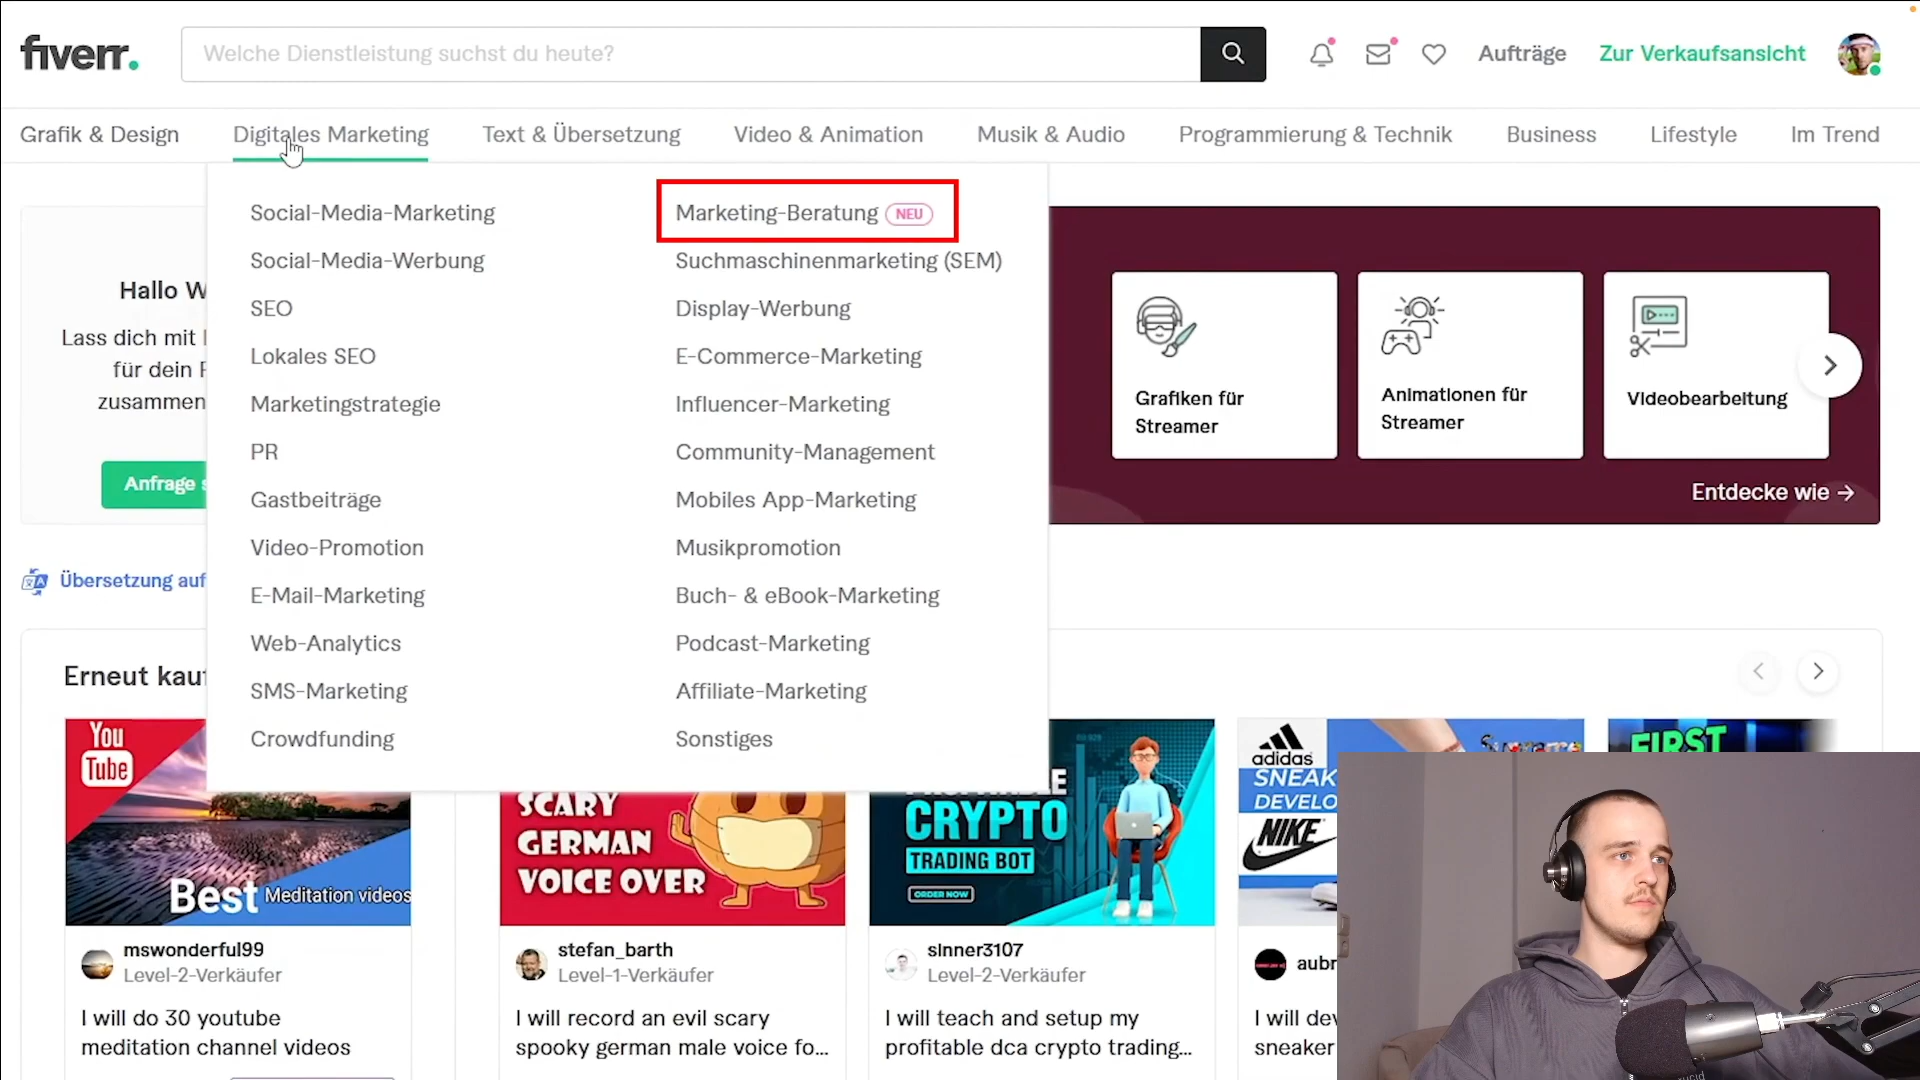 fiverr.
Welche Dienstleistung suchst du heute?
Aufträge
Zur Verkaufsansicht
Grafik & Design
Digitales Marketing
Text & Übersetzung
Video & Animation
Musik & Audio
Programmierung & Technik
Business
Lifestyle
Im Trend
Social-Media-Marketing
Social-Media-Werbung
SEO
Lokales SEO
Marketingstrategie
PR
Gastbeiträge
Video-Promotion
E-Mail-Marketing
Web-Analytics
SMS-Marketing
Crowdfunding
Marketing-Beratung NEU
Suchmaschinenmarketing (SEM)
Display-Werbung
E-Commerce-Marketing
Influencer-Marketing
Community-Management
Mobiles App-Marketing
Musikpromotion
Buch- & eBook-Marketing
Podcast-Marketing
Affiliate-Marketing
Sonstiges
Hallo
Lass dich mit
für dein
zusammen
Anfrage
Grafiken für
Streamer
Animationen für
Streamer
Videobearbeitung
Entdecke wie →
Übersetzung auf
Erneut
You
Tube
Best Meditation videos
mswonderful99
Level-2-Verkäufer
I will do 30 youtube
meditation channel videos
SCARY
GERMAN
VOICE OVER
stefan_barth
Level-1-Verkäufer
I will record an evil scary
spooky german male voice fo...
CRYPTO
TRADING BOT
ORDER NOW
sinner3107
Level-2-Verkäufer
I will teach and setup my
profitable dca crypto trading...
adidas
NIKE
I will
sneaker
FIRST